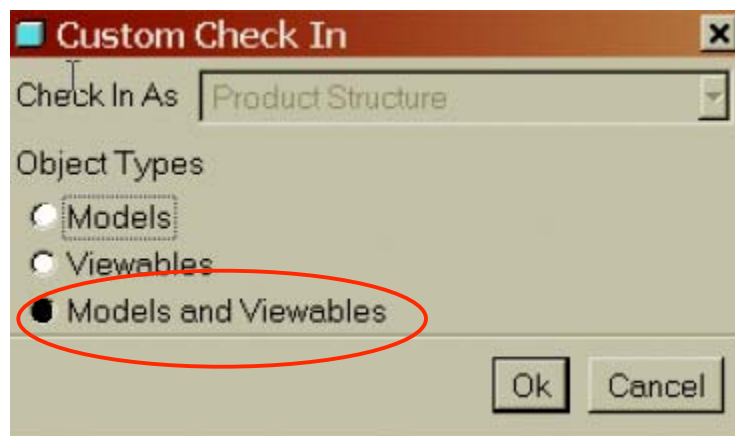 Custom Check In
Check In As Product Structure
Object Types
Models
Viewables
Models and Viewables
Ok Cancel